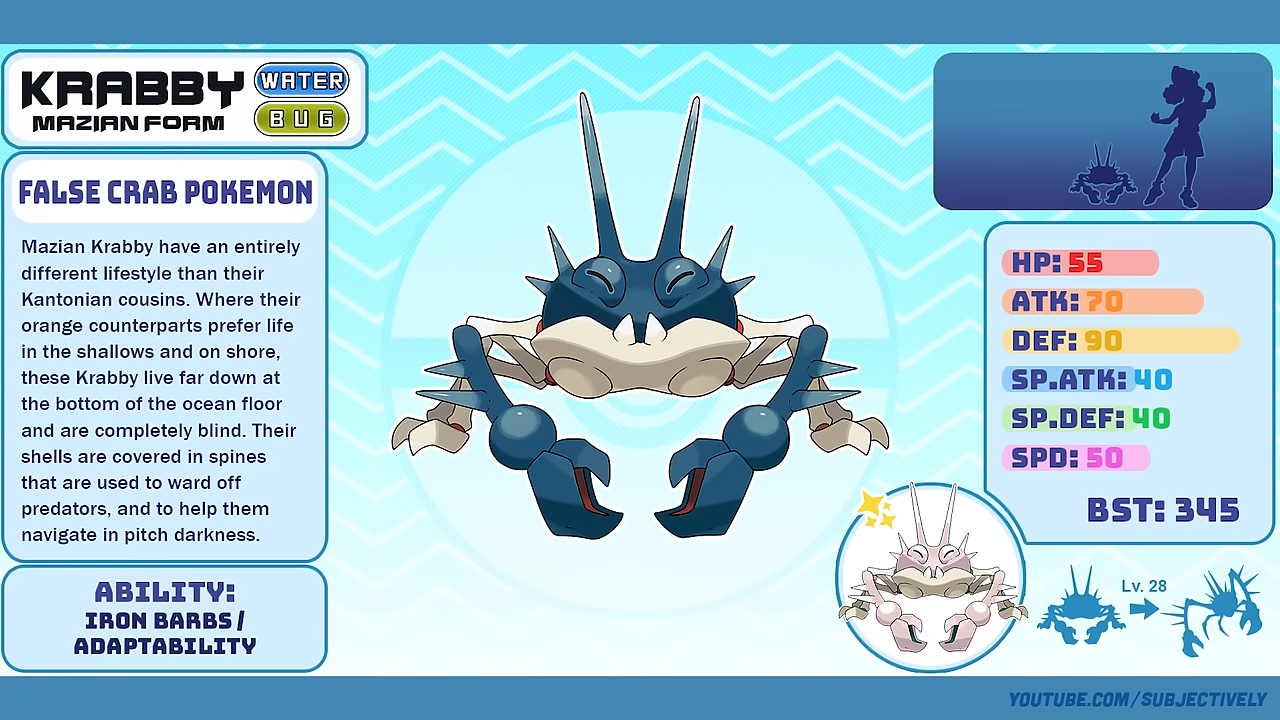 KRABBY
WATER
MAZIAN FORM
BUG
FALSE CRAB POKEMON
Mazian Krabby have an entirely
different lifestyle than their
Kantonian cousins. Where their
orange counterparts prefer life
in the shallows and on shore,
these Krabby live far down at
the bottom of the ocean floor
and are completely blind. Their
shells are covered in spines
that are used to ward off
predators, and to help them
navigate in pitch darkness.
ABILITY:
IRON BARBS/
ADAPTABILITY
HP: 55
ATK: 70
DEF: 90
SP.ATK: 40
SP.DEF: 40
SPD: 50
BST: 345
Lv. 28
YOUTUBE.COM/SUBJECTIVELY